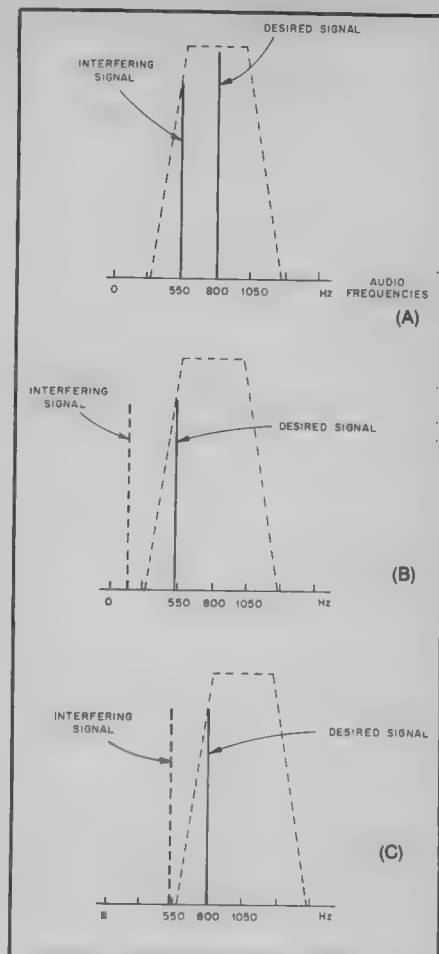 DESIRED SIGNAL
INTERFERING
SIGNAL
0 550 800 1050 Hz
AUDIO
FREQUENCIES
(A)
INTERFERING
SIGNAL
DESIRED SIGNAL
(B)
0 550 800 1050 Hz
INTERFERING
SIGNAL
DESIRED SIGNAL
(C)
550 800 1050 Hz